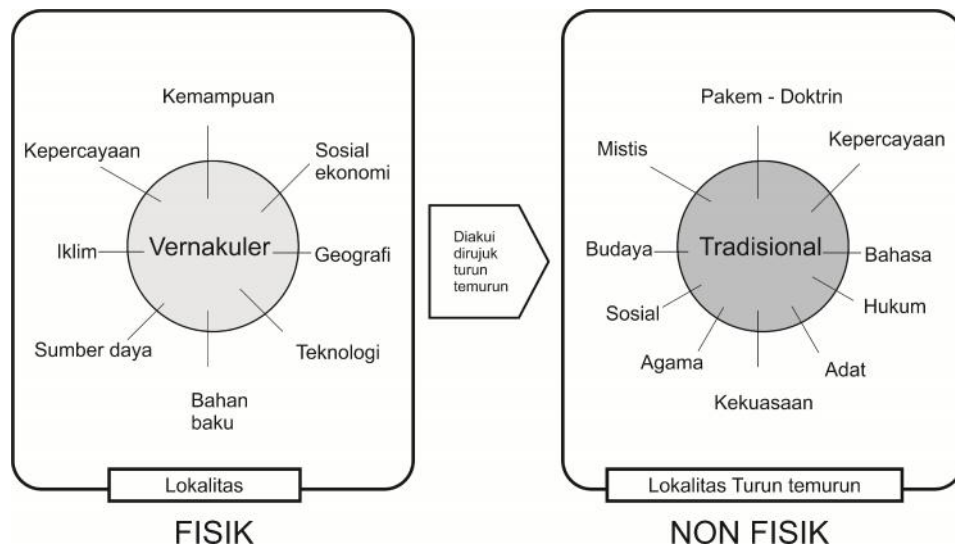 Kemampuan
Kepercayaan
Sosial
ekonomi
Iklim
Vernakuler
Geografi
Sumber daya
Teknologi
Bahan
baku
Lokalitas
FISIK
Diakui
dirujuk
turun
temurun
Pakem - Doktrin
Mistis
Kepercayaan
Budaya
Tradisional
Bahasa
Sosial
Hukum
Agama
Adat
Kekuasaan
Lokalitas Turun temurun
NON FISIK